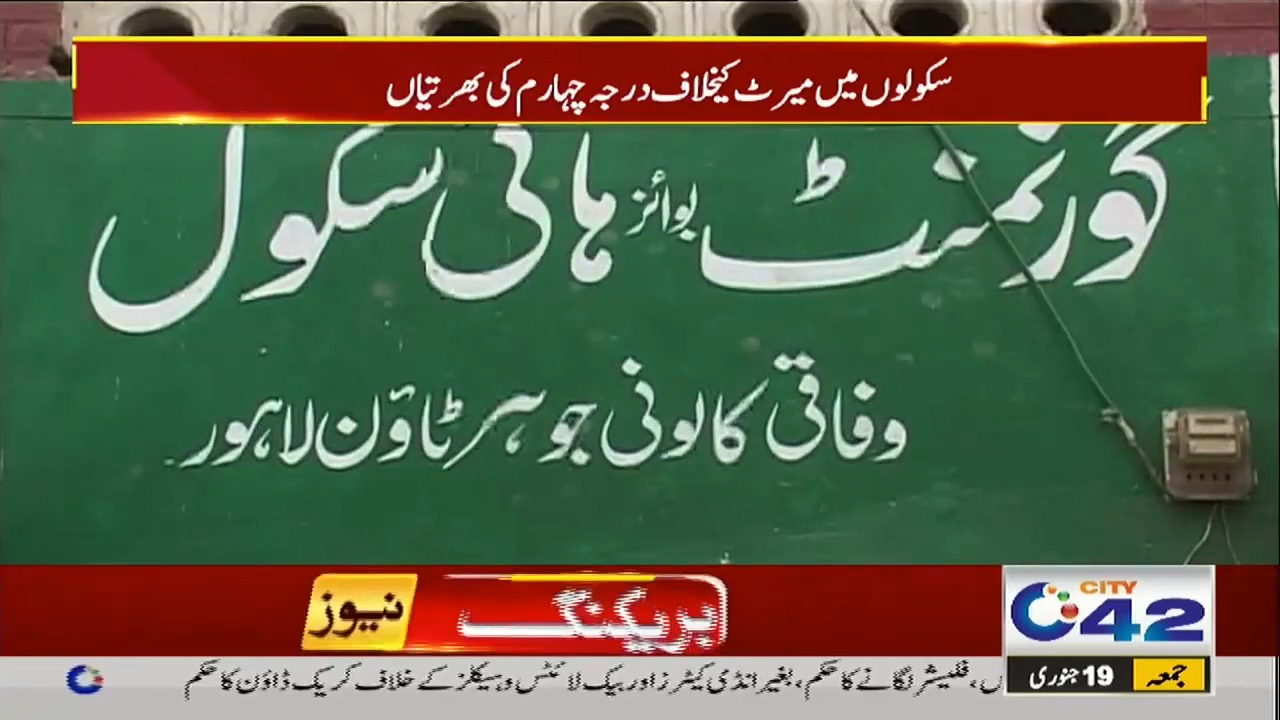 سکولوں میں میرٹ کیخلاف درجہ چہارم کی بھرتیاں
گورنمنٹ بوائز ہائی سکول
وفاقی کالونی جوہر ٹاؤن لاہور
بریکنگ نیوز
CITY
42
جمعہ 19 جنوری
فلیشر لگانے کا حکم، بغیر انڈی کیٹرز اور بیک لائٹس وہیکلز کے خلاف کریک ڈاؤن کا حکم